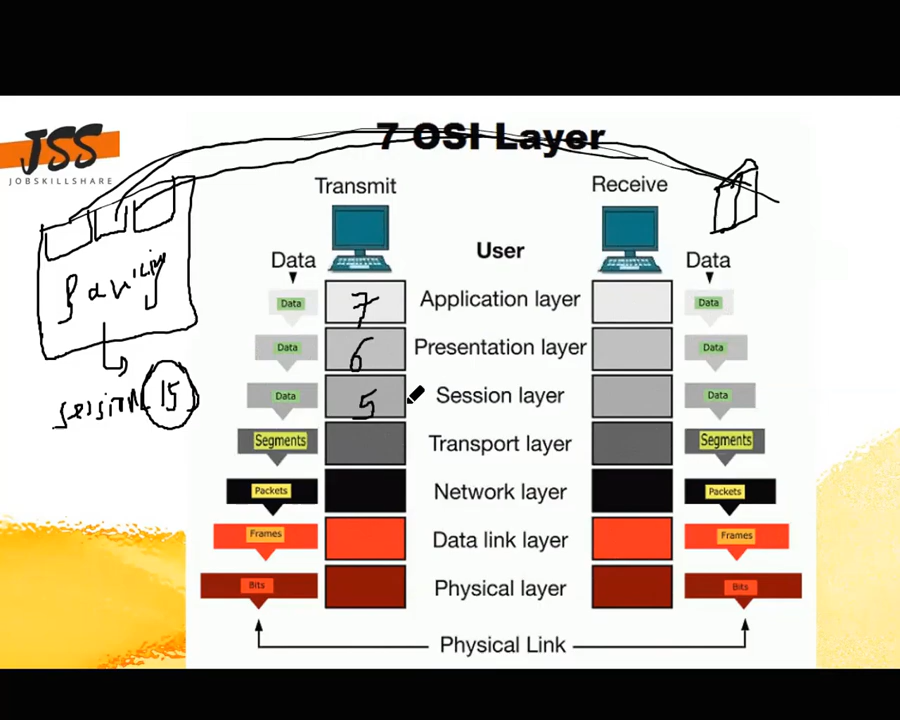 7 OSI Layer
JSS
JOBSKILLSHARE
Transmit
Receive
User
Data
Data
Data 7 Application layer Data
Data 6 Presentation layer Data
Data 5 Session layer Data
Segments Transport layer Segments
Packets Network layer Packets
Frames Data link layer Frames
Bits Physical layer Bits
Physical Link
session 15